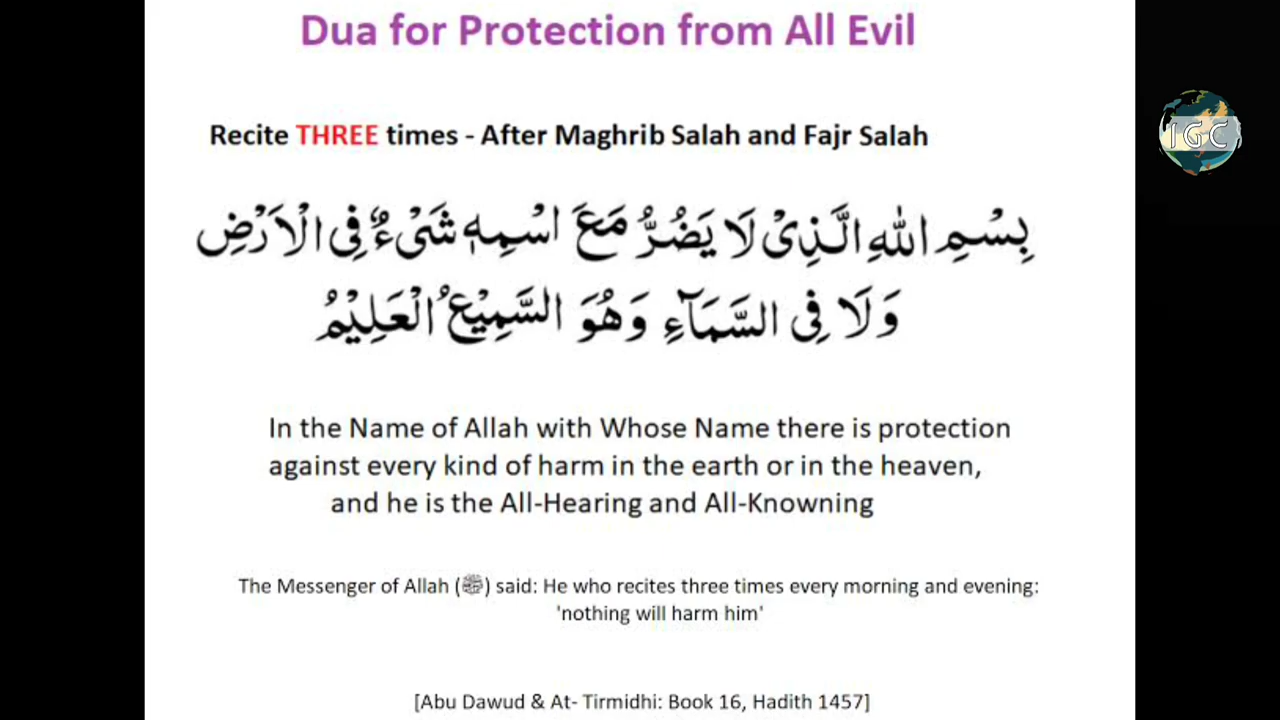 Dua for Protection from All Evil
Recite THREE times - After Maghrib Salah and Fajr Salah
IGC
بِسْمِ اللهِ الَّذِىْ لَا يَضُرُّ مَعَ اسْمِهٖ شَىْءٌ فِى الْاَرْضِ
وَلَا فِى السَّمَآءِ وَهُوَ السَّمِيْعُ الْعَلِيْمُ
In the Name of Allah with Whose Name there is protection
against every kind of harm in the earth or in the heaven,
and he is the All-Hearing and All-Knowning
The Messenger of Allah (ﷺ) said: He who recites three times every morning and evening:
'nothing will harm him'
[Abu Dawud & At- Tirmidhi: Book 16, Hadith 1457]